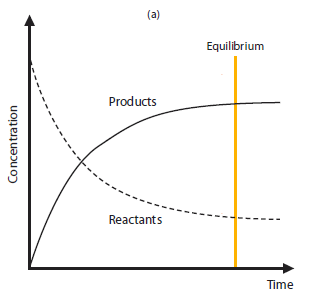 (a)
Equilibrium
Products
Concentration
Reactants
Time